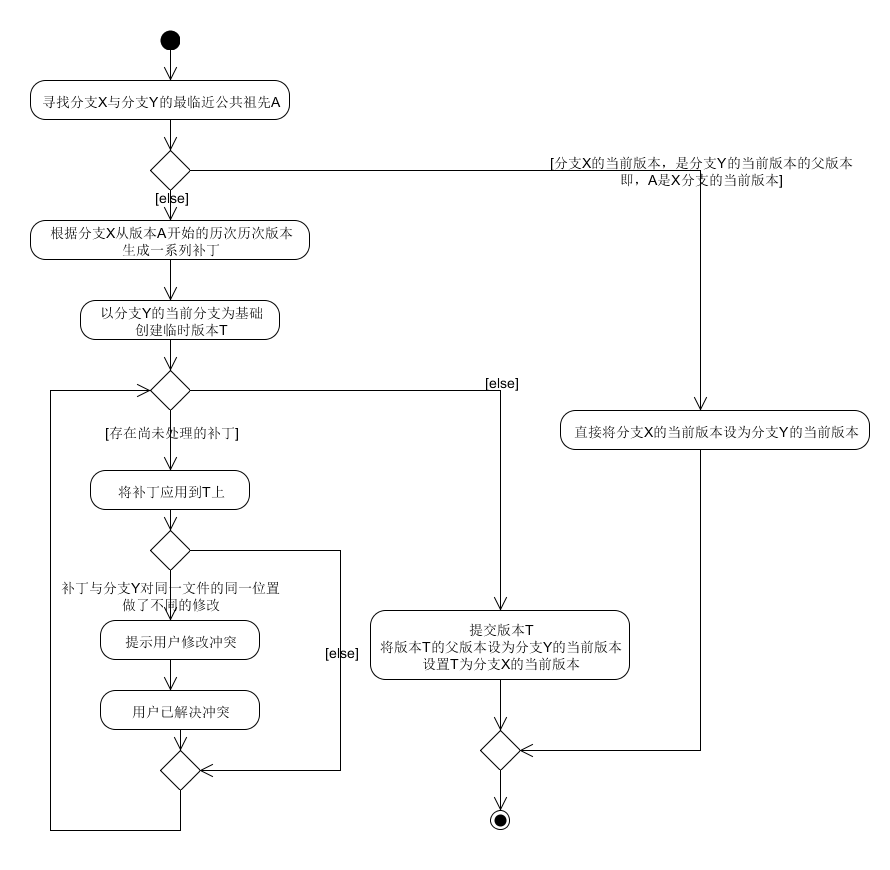 寻找分支X与分支Y的最临近公共祖先A
[分支X的当前版本，是分支Y的当前版本的父版本
即，A是X分支的当前版本]
[else]
根据分支X从版本A开始的历次历次版本
生成一系列补丁
以分支Y的当前分支为基础
创建临时版本T
[else]
[存在尚未处理的补丁]
直接将分支X的当前版本设为分支Y的当前版本
将补丁应用到T上
补丁与分支Y对同一文件的同一位置
做了不同的修改
提示用户修改冲突
[else]
提交版本T
将版本T的父版本设为分支Y的当前版本
设置T为分支X的当前版本
用户已解决冲突